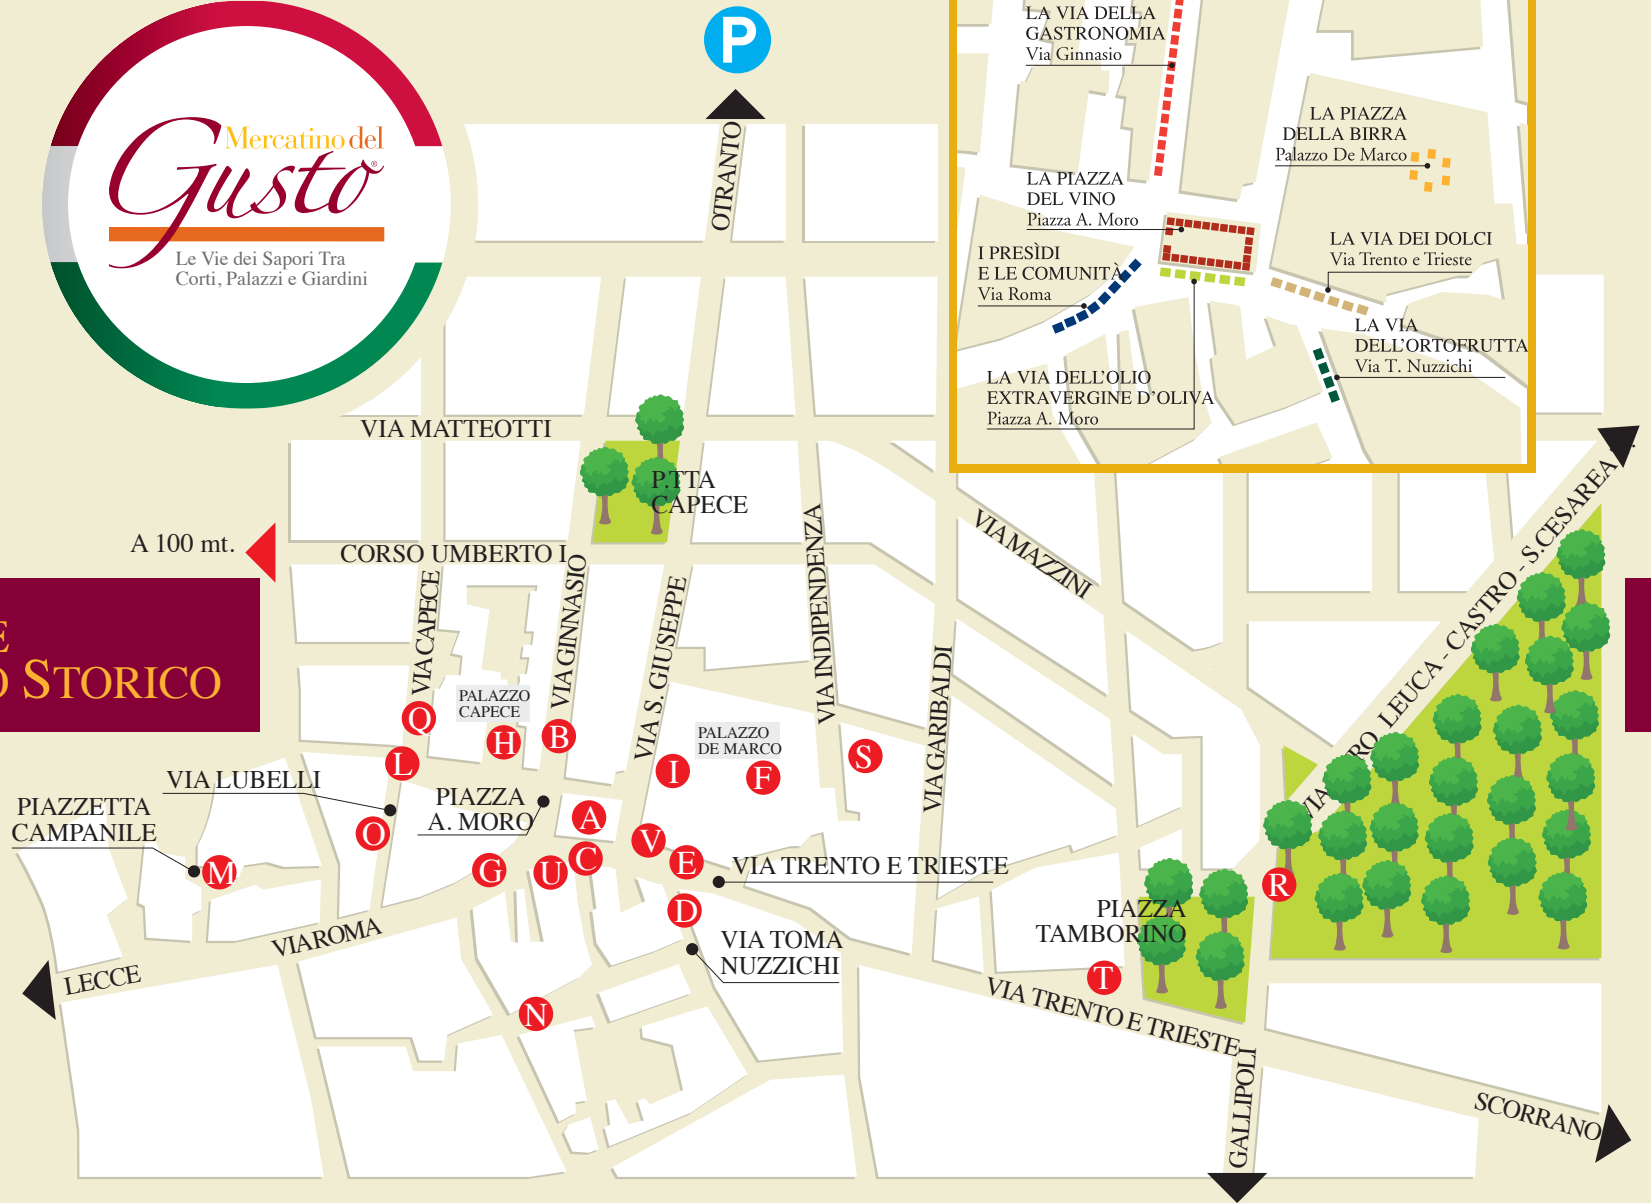 Mercatino del
Gusto
®
Le Vie dei Sapori Tra
Corti, Palazzi e Giardini
P
OTRANTO
LA VIA DELLA
GASTRONOMIA
Via Ginnasio
LA PIAZZA
DELLA BIRRA
Palazzo De Marco
LA PIAZZA
DEL VINO
Piazza A. Moro
I PRESÌDI
E LE COMUNITÀ
Via Roma
LA VIA DEI DOLCI
Via Trento e Trieste
LA VIA
DELL'ORTOFRUTTA
Via T. Nuzzichi
LA VIA DELL'OLIO
EXTRAVERGINE D'OLIVA
Piazza A. Moro
VIA MATTEOTTI
P.TTA
CAPECE
A 100 mt.
CORSO UMBERTO I
STORICO
VIA CAPECE
VIA GINNASIO
VIA S. GIUSEPPE
VIA INDIPENDENZA
VIA GARIBALDI
VIA MAZZINI
LEUCA - CASTRO - S.CESAREA
PALAZZO
CAPECE
PALAZZO
DE MARCO
Q
H
B
L
I
F
S
VIA LUBELLI
PIAZZETTA
CAMPANILE
PIAZZA
A. MORO
O
A
V
M
G
U
C
E
VIA TRENTO E TRIESTE
R
D
PIAZZA
TAMBORINO
VIA ROMA
VIA TOMA
NUZZICHI
LECCE
T
N
VIA TRENTO E TRIESTE
GALLIPOLI
SCORRANO